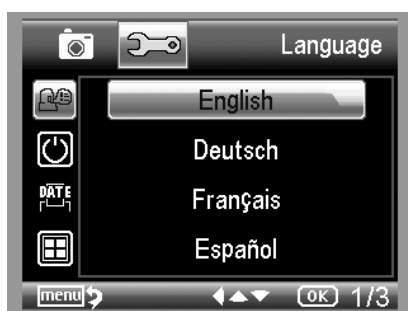 Language
English
Deutsch
DATE
Français
Español
menu OK 1/3